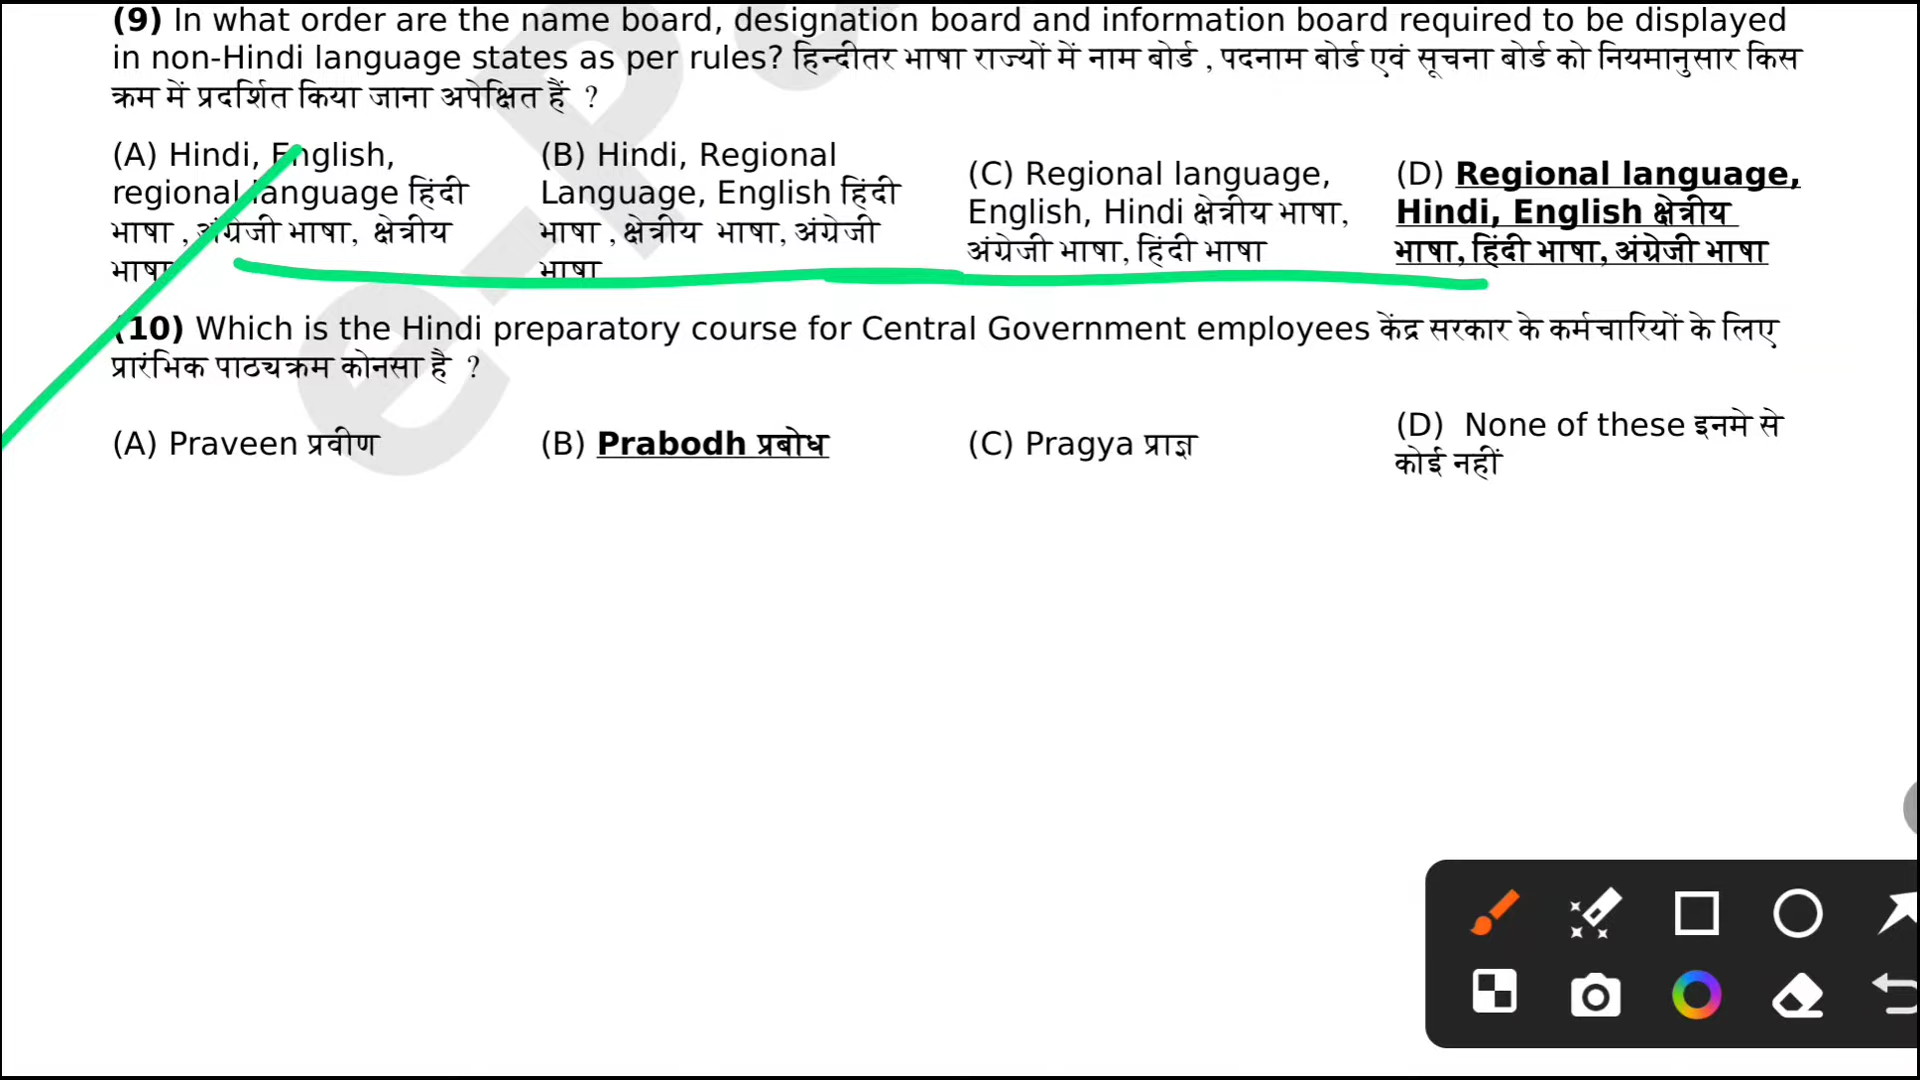 (9) In what order are the name board, designation board and information board required to be displayed
in non-Hindi language states as per rules? हिन्दीतर भाषा राज्यों में नाम बोर्ड , पदनाम बोर्ड एवं सूचना बोर्ड को नियमानुसार किस
क्रम में प्रदर्शित किया जाना अपेक्षित हैं ?
(A) Hindi, English,
regional language हिंदी
भाषा , अंग्रेजी भाषा, क्षेत्रीय
भाषा
(B) Hindi, Regional
Language, English हिंदी
भाषा , क्षेत्रीय भाषा, अंग्रेजी
भाषा
(C) Regional language,
English, Hindi क्षेत्रीय भाषा,
अंग्रेजी भाषा, हिंदी भाषा
(D) Regional language,
Hindi, English क्षेत्रीय
भाषा, हिंदी भाषा, अंग्रेजी भाषा
(10) Which is the Hindi preparatory course for Central Government employees केंद्र सरकार के कर्मचारियों के लिए
प्रारंभिक पाठ्यक्रम कोनसा है ?
(A) Praveen प्रवीण
(B) Prabodh प्रबोध
(C) Pragya प्राज्ञ
(D) None of these इनमे से
कोई नहीं